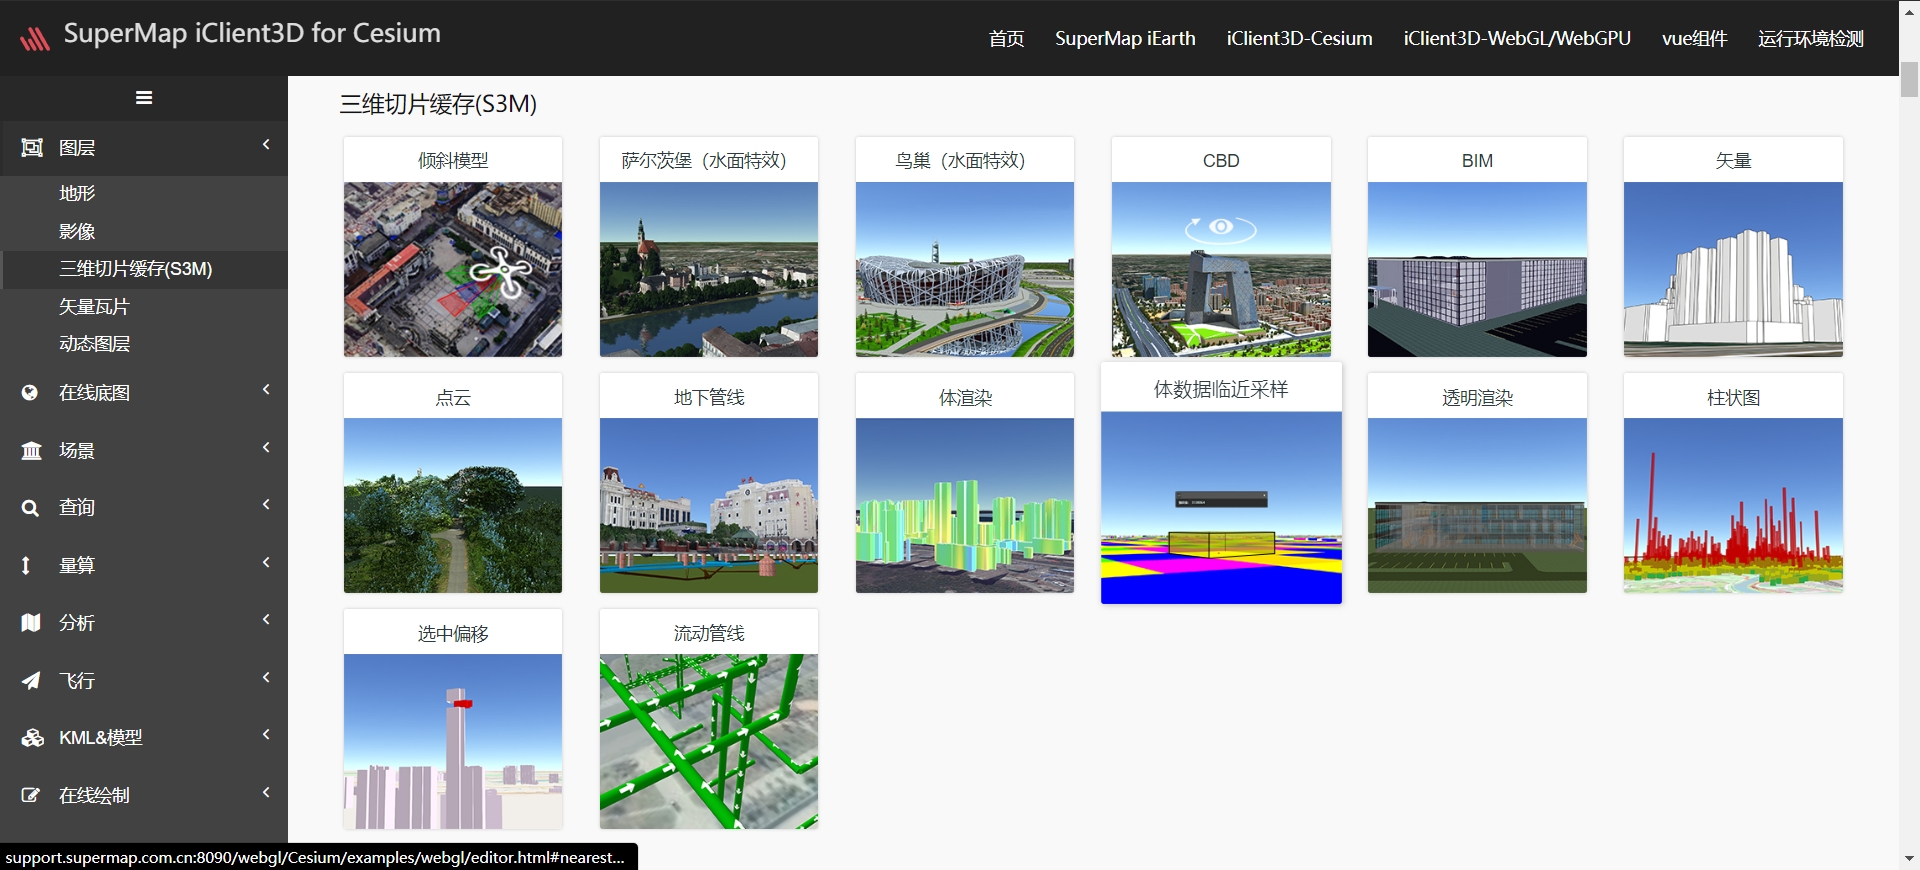 SuperMap iClient3D for Cesium
首页 SuperMap iEarth iClient3D-Cesium iClient3D-WebGL/WebGPU vue组件 运行环境检测
图层
地形
影像
三维切片缓存(S3M)
矢量瓦片
动态图层
在线底图
场景
查询
量算
分析
飞行
KML&模型
在线绘制
三维切片缓存(S3M)
倾斜模型 萨尔茨堡（水面特效） 鸟巢（水面特效） CBD BIM 矢量
点云 地下管线 体渲染 体数据临近采样 透明渲染 柱状图
选中偏移 流动管线
support.supermap.com.cn:8090/webgl/Cesium/examples/webgl/editor.html#nearest...